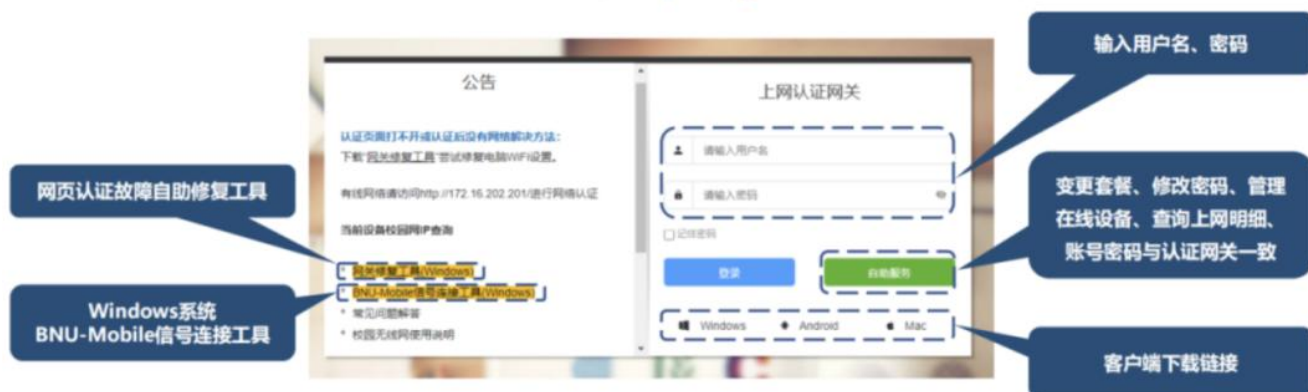 输入用户名、密码
公告
上网认证网关
认证页面打不开或认证后没有网络解决方法：
下载"网关修复工具"尝试修复电脑WIFI设置。
请输入用户名
网页认证故障自助修复工具
有线网络请访问http://172.16.202.201/进行网络认证
请输入密码
变更套餐、修改密码、管理
在线设备、查询上网明细、
账号密码与认证网关一致
当前设备校园网IP查询
记住密码
网关修复工具(Windows)
登录
自助服务
BNU-Mobile信号连接工具(Windows)
Windows系统
BNU-Mobile信号连接工具
常见问题解答
校园无线网使用说明
Windows
Android
Mac
客户端下载链接